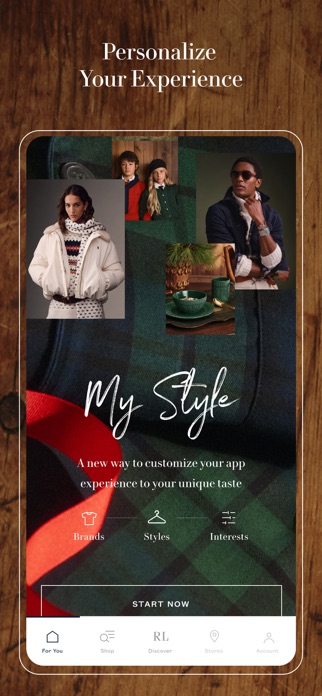 Personalize
Your Experience
My Style
A new way to customize your app
experience to your unique taste
Brands Styles Interests
START NOW
RL
For You Shop Discover Stores Account